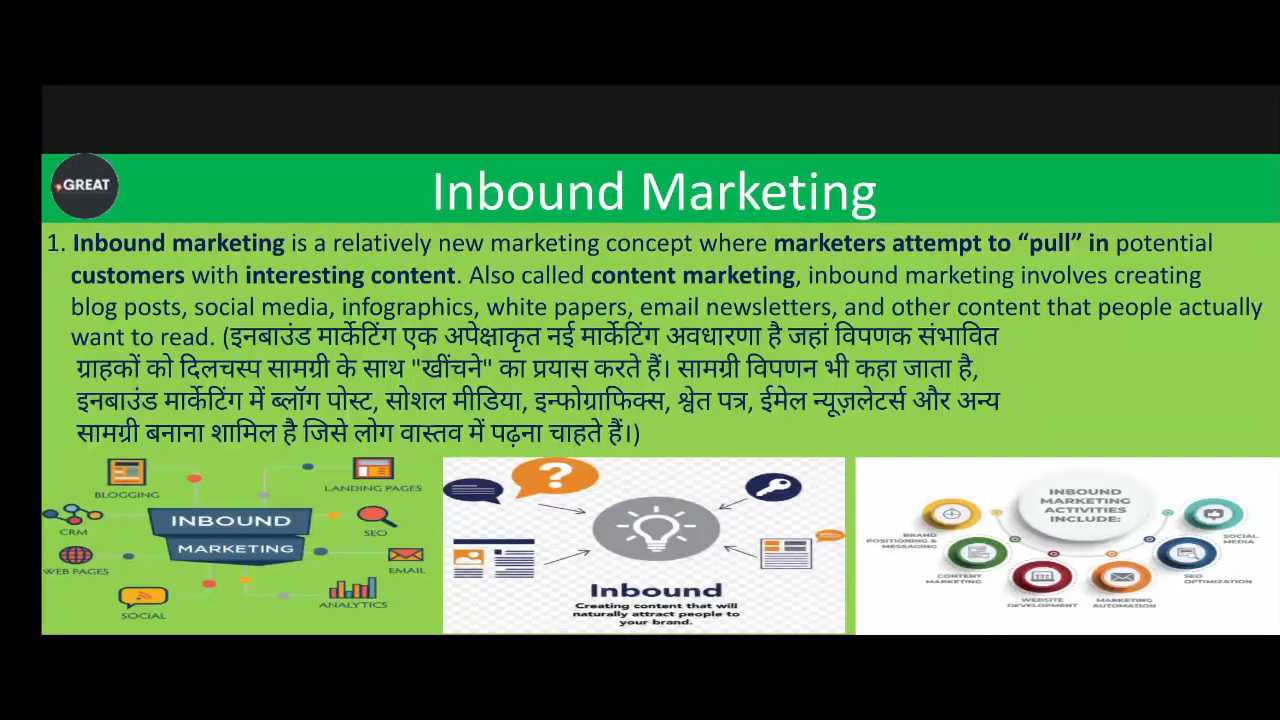 GREAT
Inbound Marketing
1. Inbound marketing is a relatively new marketing concept where marketers attempt to “pull” in potential
customers with interesting content. Also called content marketing, inbound marketing involves creating
blog posts, social media, infographics, white papers, email newsletters, and other content that people actually
want to read. (इनबाउंड मार्केटिंग एक अपेक्षाकृत नई मार्केटिंग अवधारणा है जहां विपणक संभावित
ग्राहकों को दिलचस्प सामग्री के साथ "खींचने" का प्रयास करते हैं। सामग्री विपणन भी कहा जाता है,
इनबाउंड मार्केटिंग में ब्लॉग पोस्ट, सोशल मीडिया, इन्फोग्राफिक्स, श्वेत पत्र, ईमेल न्यूज़लेटर्स और अन्य
सामग्री बनाना शामिल है जिसे लोग वास्तव में पढ़ना चाहते हैं।)
BLOGGING
LANDING PAGES
CRM
INBOUND
MARKETING
SEO
WEB PAGES
EMAIL
SOCIAL
ANALYTICS
?
Inbound
Creating content that will
naturally attract people to
your brand.
INBOUND
MARKETING
ACTIVITIES
INCLUDE:
BRAND
POSITIONING &
MESSAGING
CONTENT
MARKETING
WEBSITE
DEVELOPMENT
MARKETING
AUTOMATION
SEO
OPTIMIZATION
SOCIAL
MEDIA